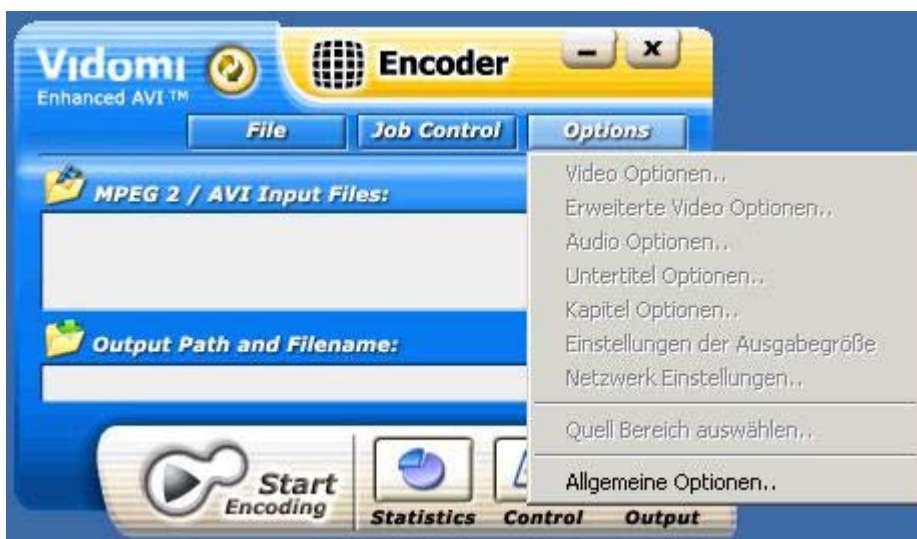 Vidomi
Enhanced AVI ™
Encoder
File
Job Control
Options
MPEG 2 / AVI Input Files:
Output Path and Filename:
Video Optionen..
Erweiterte Video Optionen..
Audio Optionen..
Untertitel Optionen..
Kapitel Optionen..
Einstellungen der Ausgabegröße
Netzwerk Einstellungen..
Quell Bereich auswählen..
Allgemeine Optionen..
Start
Encoding
Statistics
Control
Output